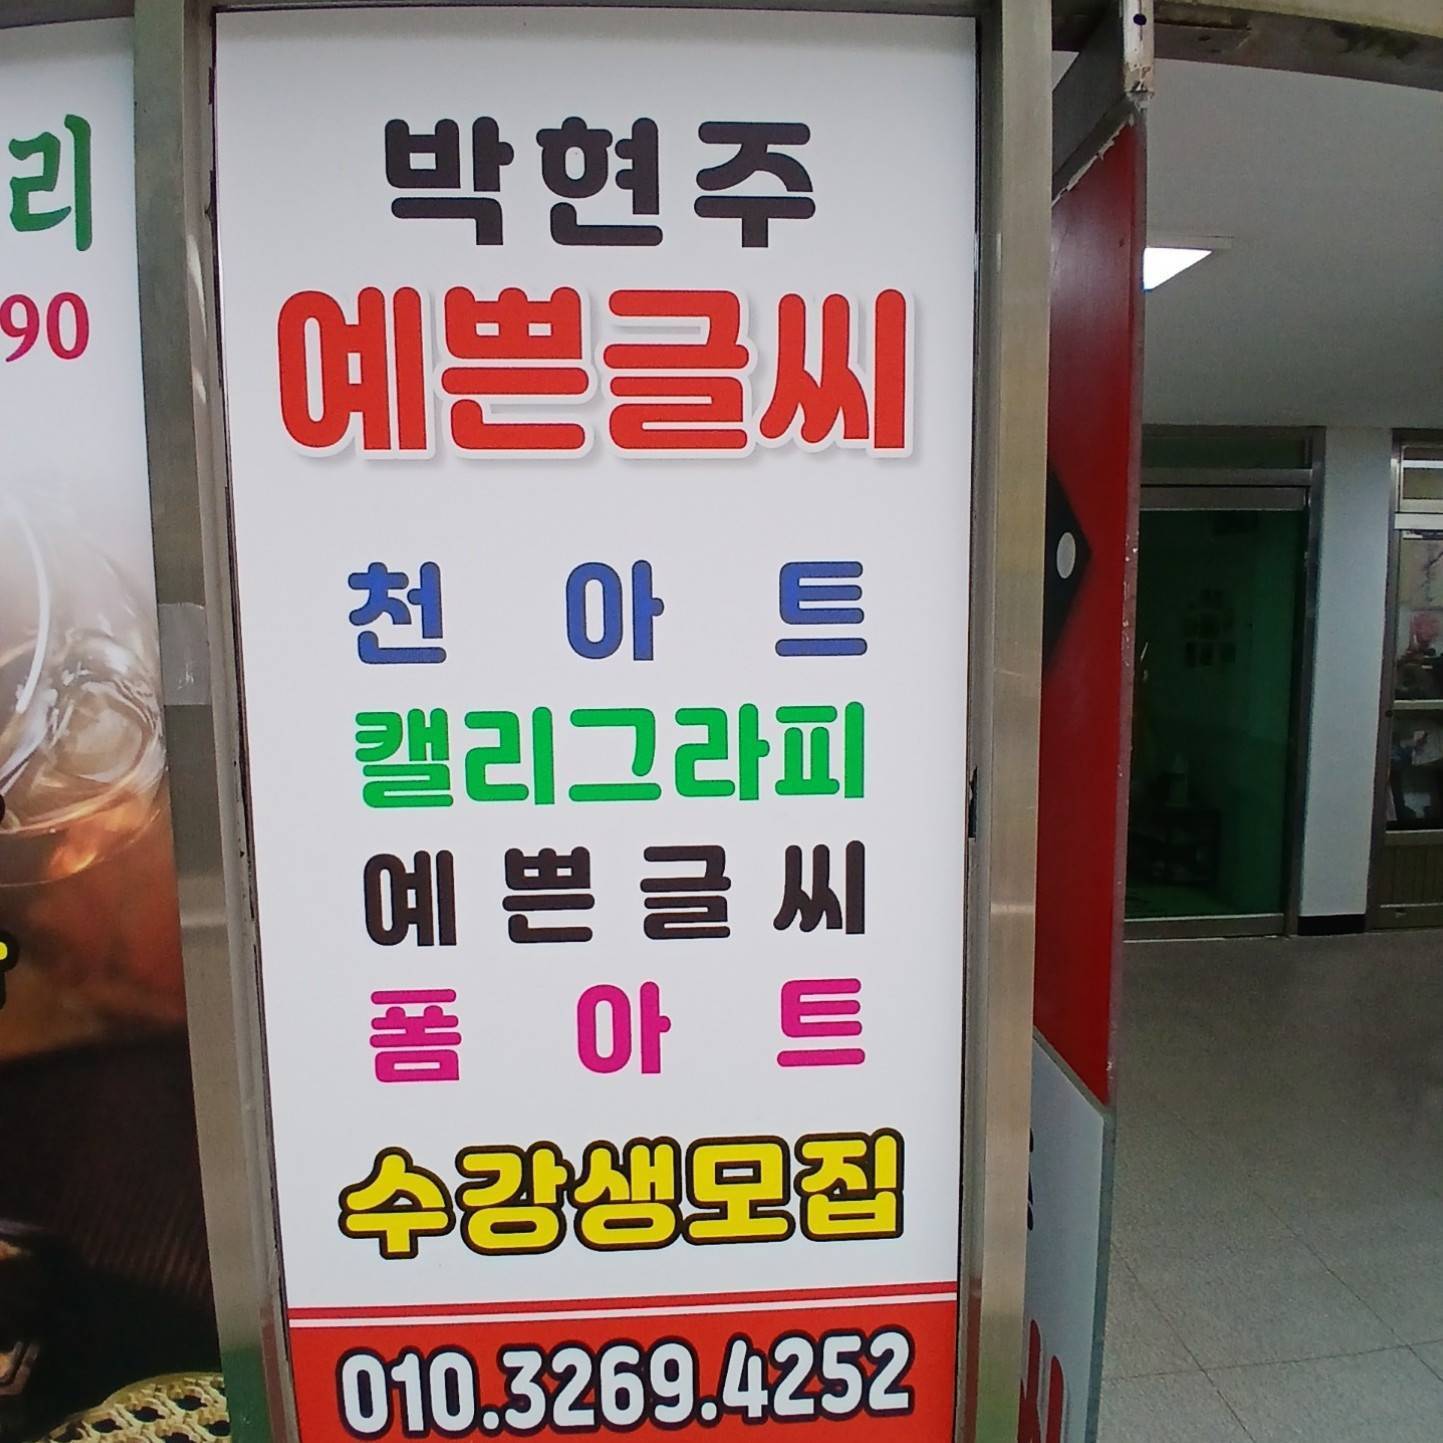 리
90
박현주
예쁜글씨
천 아 트
캘리그라피
예 쁜 글 씨
폼 아 트
수강생모집
010.3269.4252